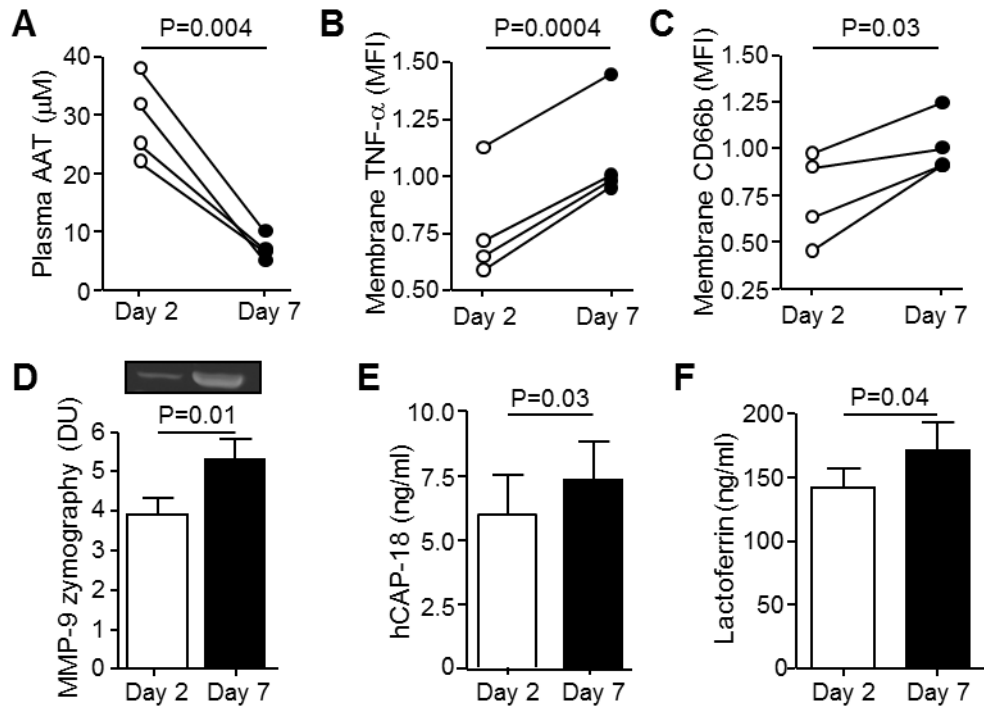 A
P=0.004
Plasma AAT (μM)
40
30
20
10
0
Day 2 Day 7
B
P=0.0004
Membrane TNF-α (MFI)
1.50
1.25
1.00
0.75
0.50
Day 2 Day 7
C
P=0.03
Membrane CD66b (MFI)
1.50
1.25
1.00
0.75
0.50
0.25
Day 2 Day 7
D
P=0.01
MMP-9 zymography (DU)
6
5
4
3
2
1
0
Day 2 Day 7
E
P=0.03
hCAP-18 (ng/ml)
10.0
7.5
5.0
2.5
0.0
Day 2 Day 7
F
P=0.04
Lactoferrin (ng/ml)
200
150
100
50
0
Day 2 Day 7